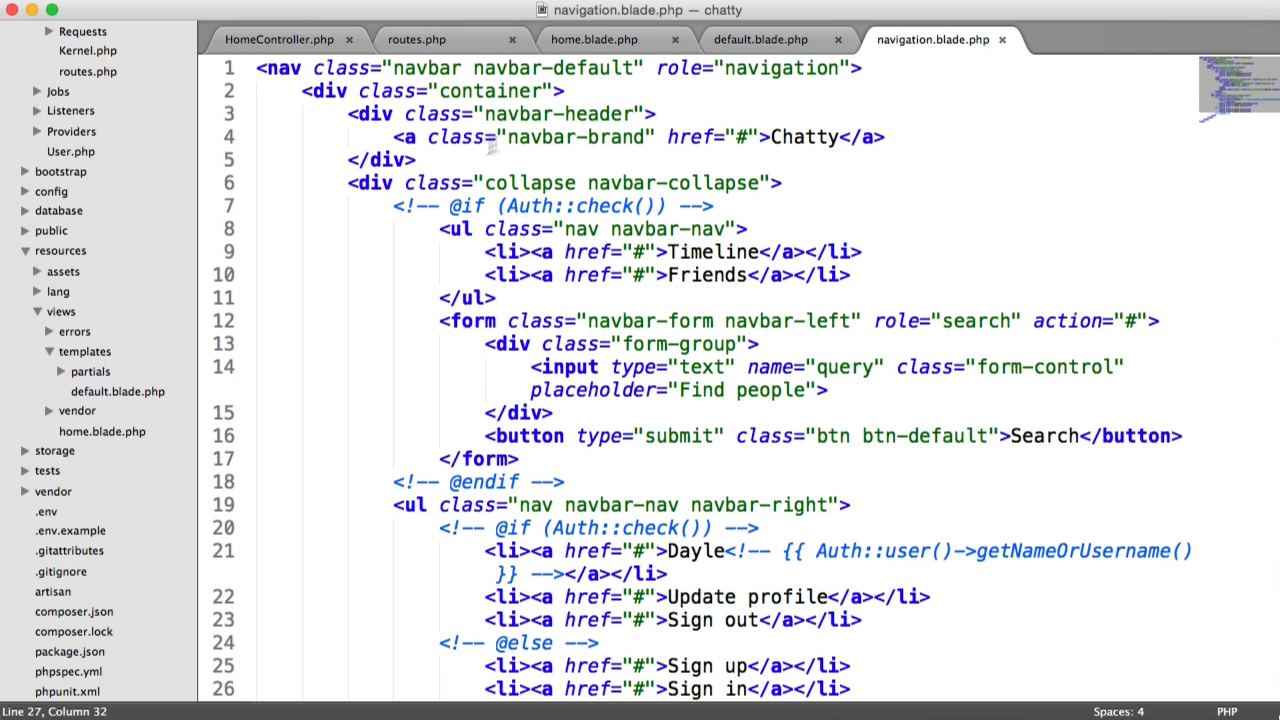 navigation.blade.php — chatty
HomeController.php ×
routes.php ×
home.blade.php ×
default.blade.php ×
navigation.blade.php ×
Requests
Kernel.php
routes.php
Jobs
Listeners
Providers
User.php
bootstrap
config
database
public
resources
assets
lang
views
errors
templates
partials
default.blade.php
vendor
home.blade.php
storage
tests
vendor
.env
.env.example
.gitattributes
.gitignore
artisan
composer.json
composer.lock
package.json
phpspec.yml
phpunit.xml
1 <nav class="navbar navbar-default" role="navigation">
2 <div class="container">
3 <div class="navbar-header">
4 <a class="navbar-brand" href="#">Chatty</a>
5 </div>
6 <div class="collapse navbar-collapse">
7 <!-- @if (Auth::check()) -->
8 <ul class="nav navbar-nav">
9 <li><a href="#">Timeline</a></li>
10 <li><a href="#">Friends</a></li>
11 </ul>
12 <form class="navbar-form navbar-left" role="search" action="#">
13 <div class="form-group">
14 <input type="text" name="query" class="form-control"
placeholder="Find people">
15 </div>
16 <button type="submit" class="btn btn-default">Search</button>
17 </form>
18 <!-- @endif -->
19 <ul class="nav navbar-nav navbar-right">
20 <!-- @if (Auth::check()) -->
21 <li><a href="#">Dayle<!-- {{ Auth::user()->getNameOrUsername()
}} --></a></li>
22 <li><a href="#">Update profile</a></li>
23 <li><a href="#">Sign out</a></li>
24 <!-- @else -->
25 <li><a href="#">Sign up</a></li>
26 <li><a href="#">Sign in</a></li>
Line 27, Column 32
Spaces: 4
PHP